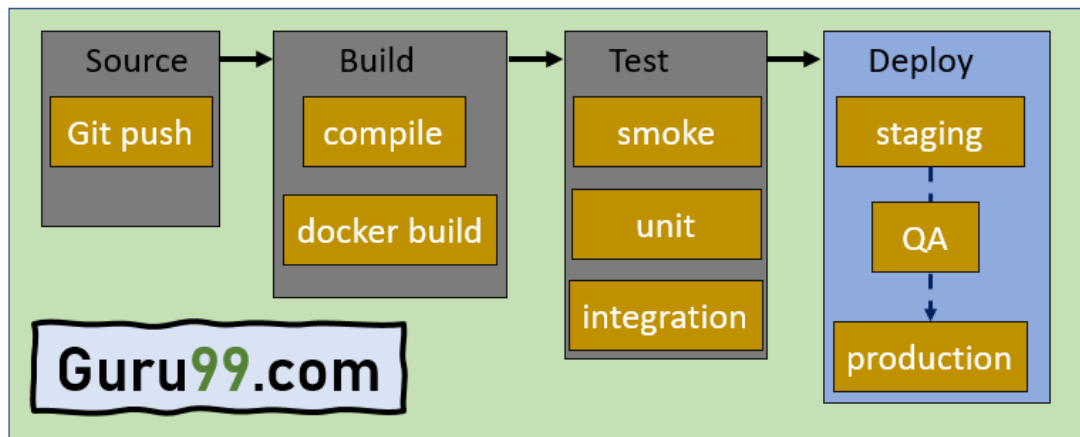 Source
Git push
Build
compile
docker build
Test
smoke
unit
integration
Deploy
staging
QA
production
Guru99.com